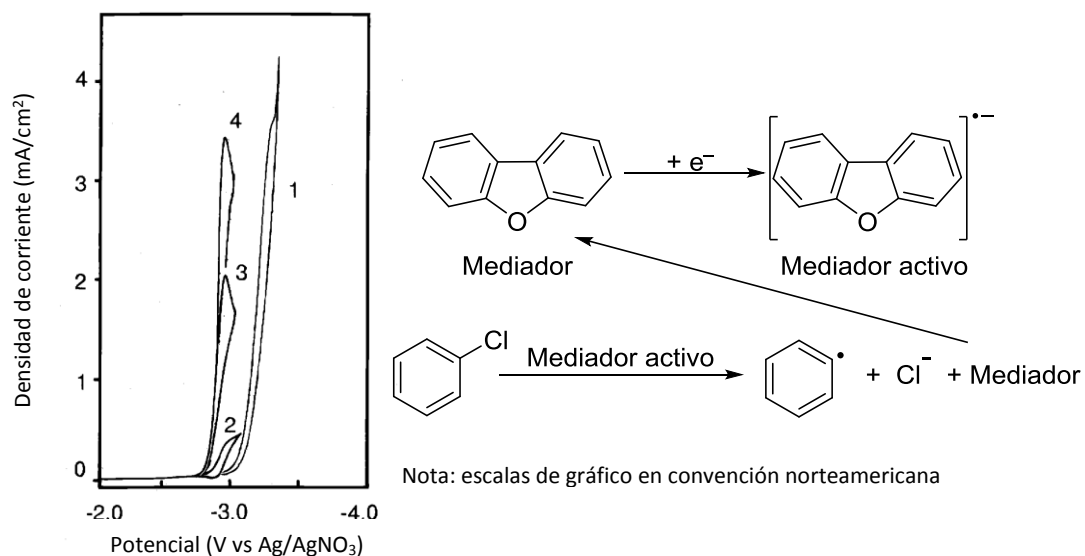 Densidad de corriente (mA/cm²)
4
3
2
1
0
4
3
2
1
-2.0 -3.0 -4.0
Potencial (V vs Ag/AgNO₃)
+ e⁻
O
O
•−
Mediador
Mediador activo
Cl
Mediador activo
•
+ Cl⁻ + Mediador
Nota: escalas de gráfico en convención norteamericana